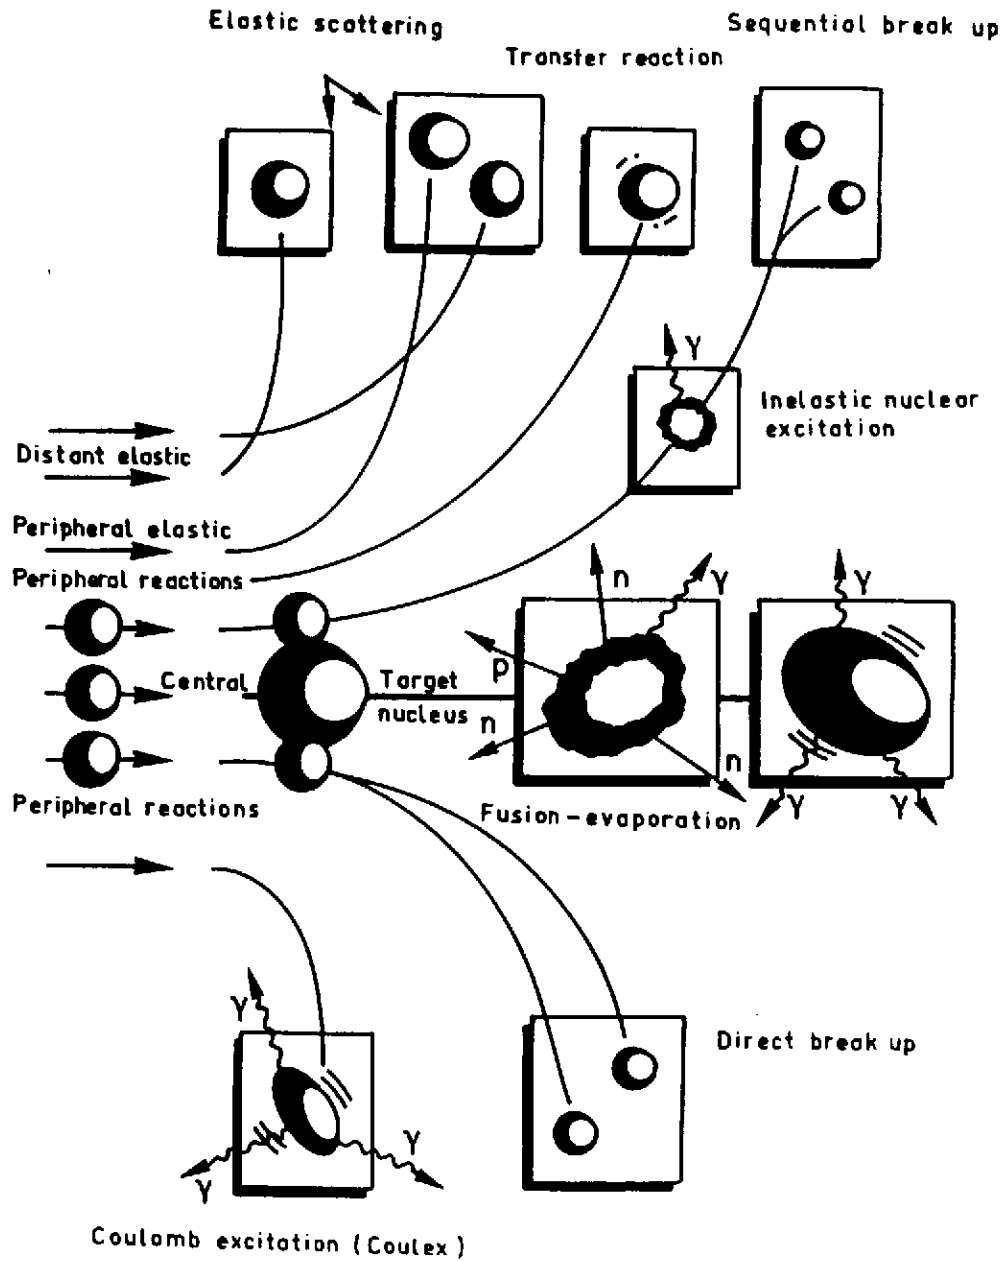 Elastic scattering
Sequential break up
Transfer reaction
γ
Inelastic nuclear
excitation
Distant elastic
Peripheral elastic
Peripheral reactions
n
γ
γ
p
Central
Target
nucleus
n
n
γ
γ
Peripheral reactions
Fusion-evaporation
γ
γ
γ
Direct break up
Coulomb excitation (Coulex)